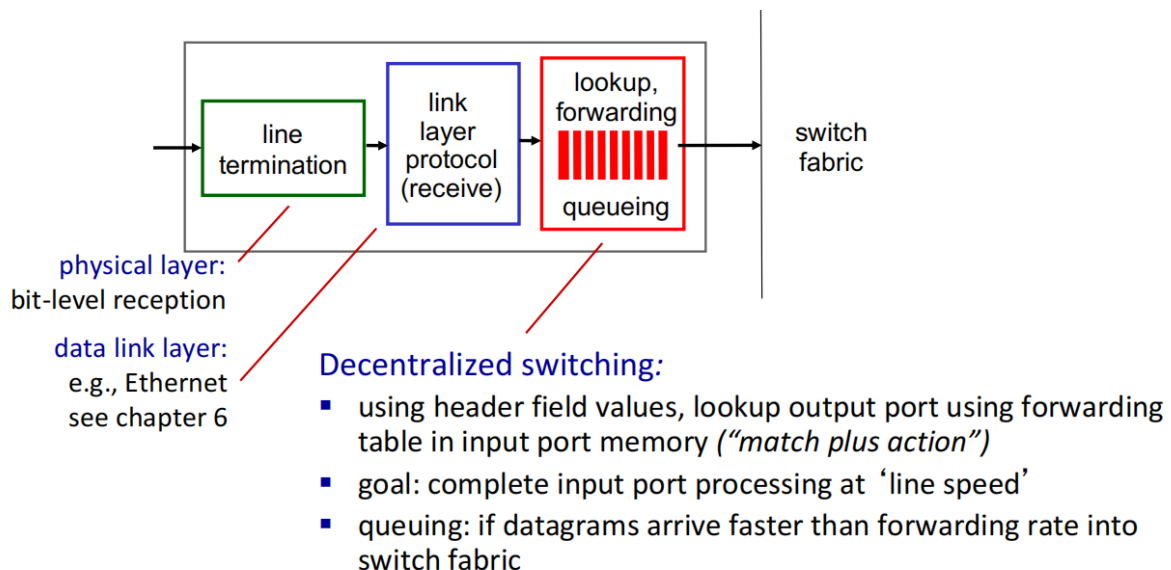 line
termination
link
layer
protocol
(receive)
lookup,
forwarding
queueing
switch
fabric
physical layer:
bit-level reception
data link layer:
e.g., Ethernet
see chapter 6
Decentralized switching:
▪ using header field values, lookup output port using forwarding
table in input port memory (“match plus action”)
▪ goal: complete input port processing at ‘line speed’
▪ queuing: if datagrams arrive faster than forwarding rate into
switch fabric